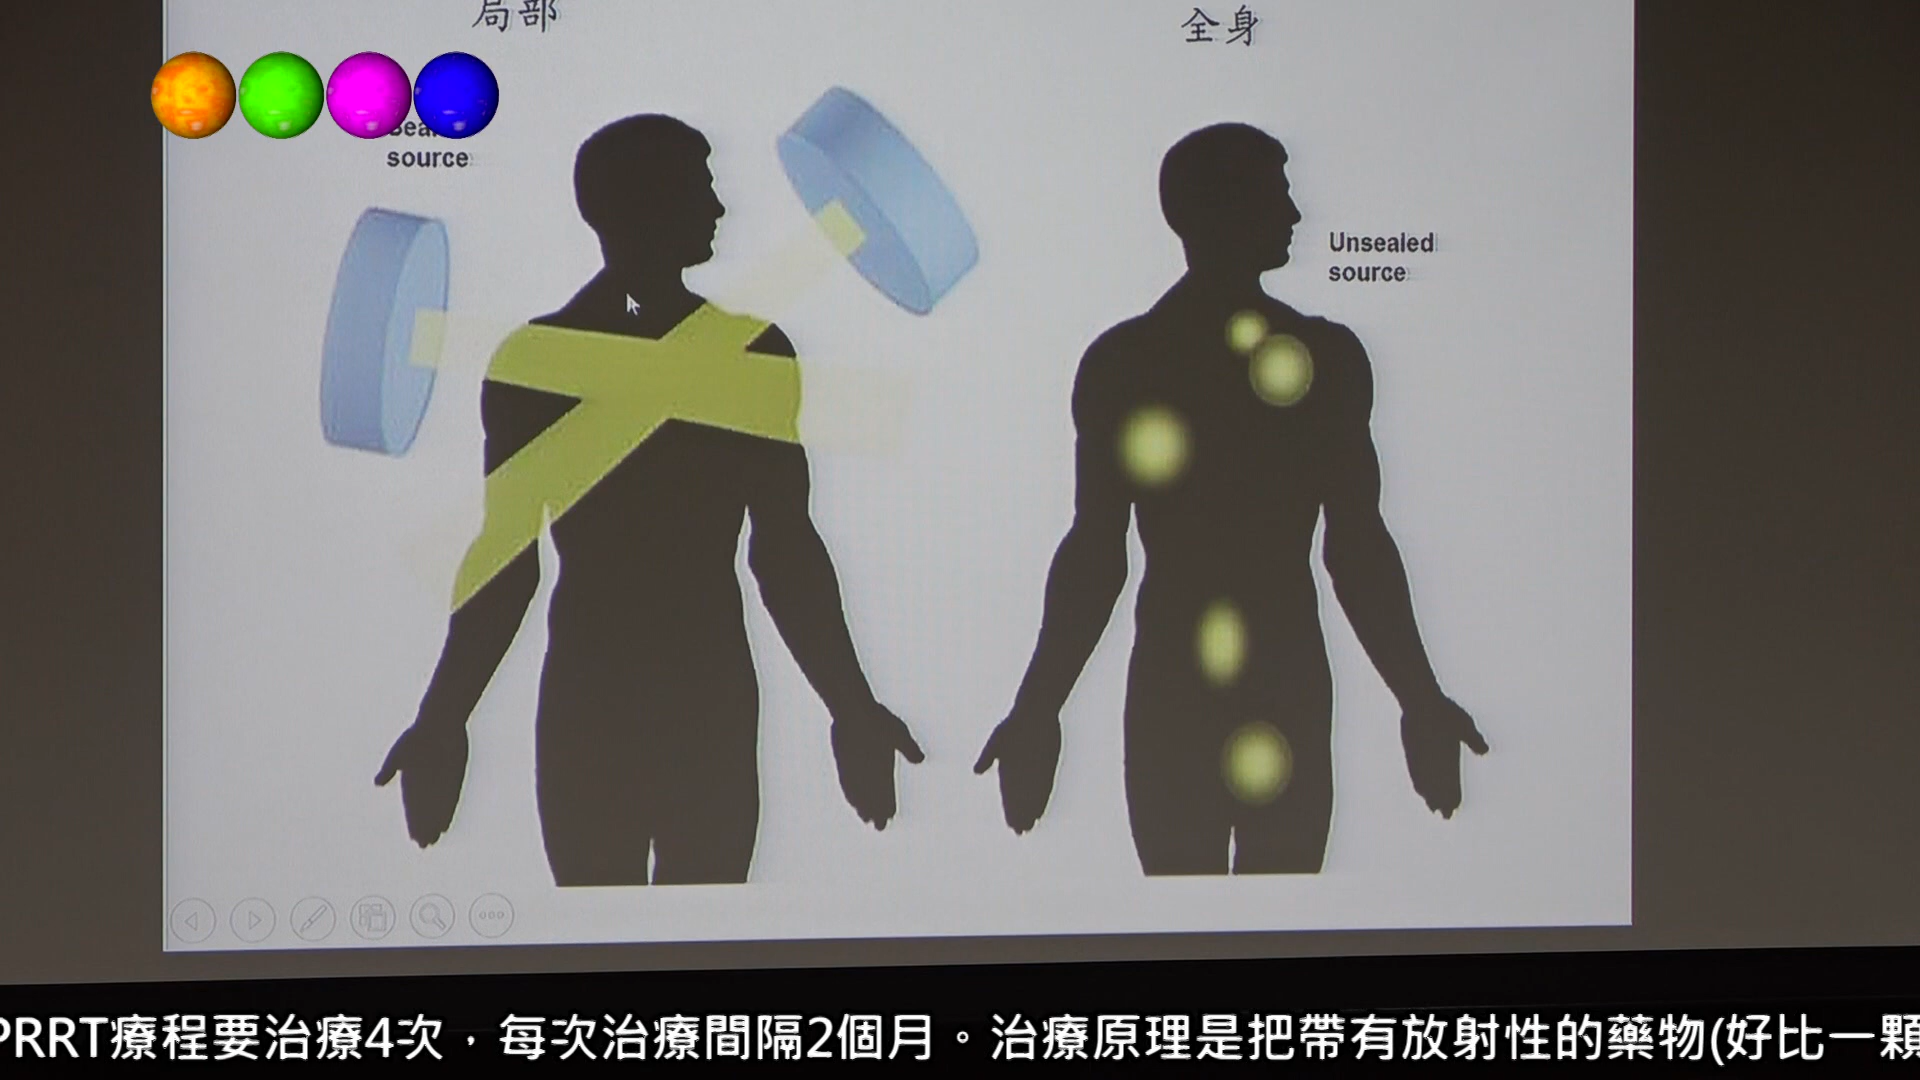 局部
全身
source
Unsealed
source
PRRT療程要治療4次，每次治療間隔2個月。治療原理是把帶有放射性的藥物(好比一顆